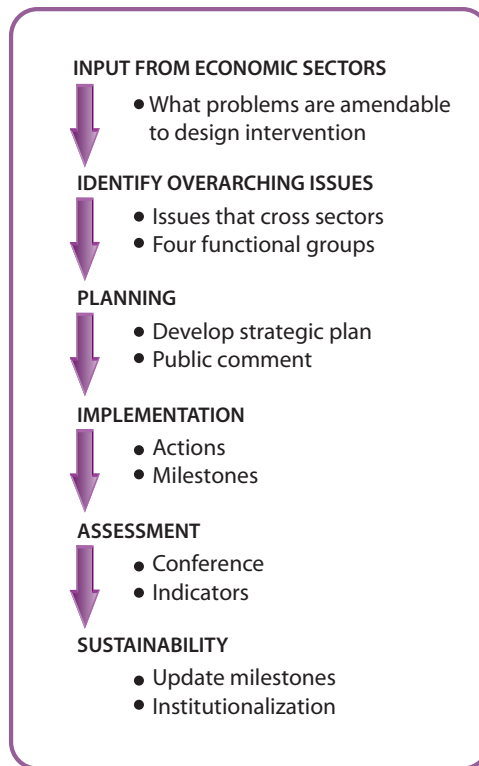 INPUT FROM ECONOMIC SECTORS
• What problems are amendable
to design intervention
IDENTIFY OVERARCHING ISSUES
• Issues that cross sectors
• Four functional groups
PLANNING
• Develop strategic plan
• Public comment
IMPLEMENTATION
• Actions
• Milestones
ASSESSMENT
• Conference
• Indicators
SUSTAINABILITY
• Update milestones
• Institutionalization